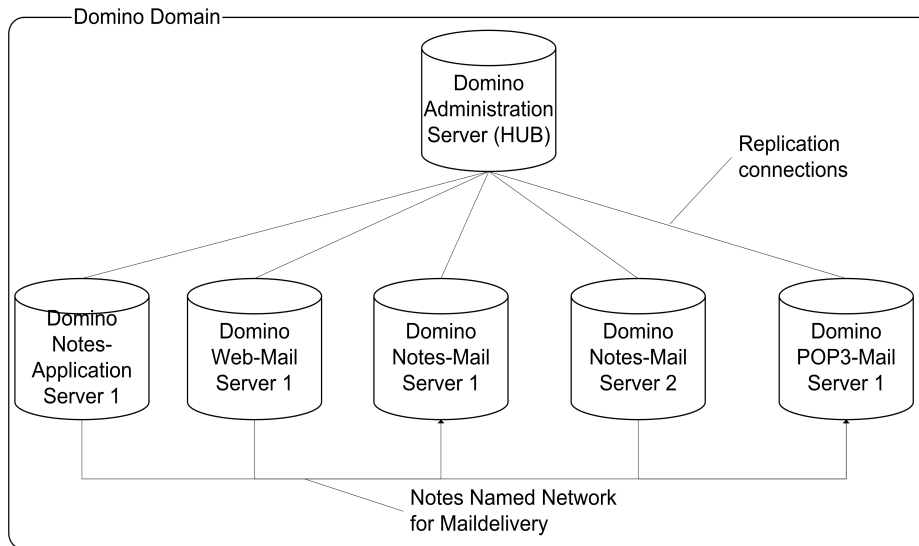 Domino Domain
Domino
Administration
Server (HUB)
Replication
connections
Domino
Notes-
Application
Server 1
Domino
Web-Mail
Server 1
Domino
Notes-Mail
Server 1
Domino
Notes-Mail
Server 2
Domino
POP3-Mail
Server 1
Notes Named Network
for Maildelivery